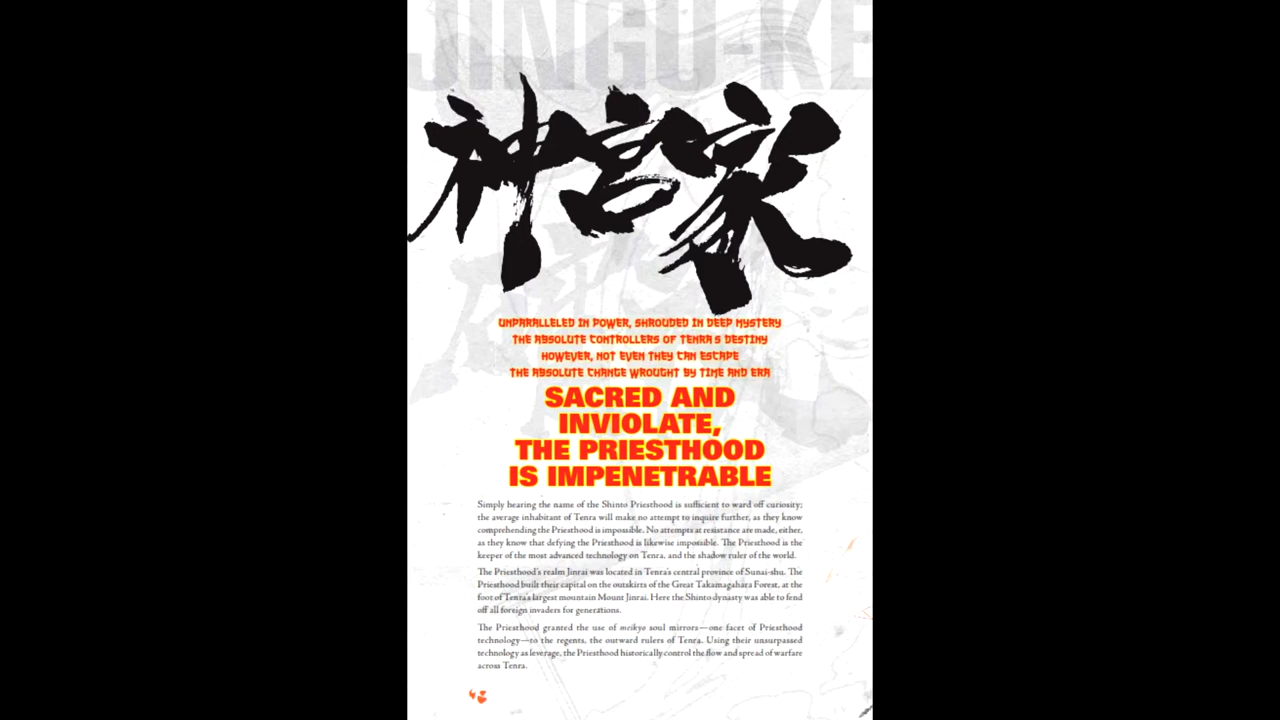 JINGU-KE
神宮家
UNPARALLELED IN POWER, SHROUDED IN DEEP MYSTERY
THE ABSOLUTE CONTROLLERS OF TENRA S DESTINY
HOWEVER, NOT EVEN THEY CAN ESCAPE
THE ABSOLUTE CHANGE WROUGHT BY TIME AND ERA
SACRED AND
INVIOLATE,
THE PRIESTHOOD
IS IMPENETRABLE
Simply hearing the name of the Shinto Priesthood is sufficient to ward off curiosity;
the average inhabitant of Tenra will make no attempt to inquire further, as they know
comprehending the Priesthood is impossible. No attempts at resistance are made, either,
as they know that defying the Priesthood is likewise impossible. The Priesthood is the
keeper of the most advanced technology on Tenra, and the shadow ruler of the world.
The Priesthood's realm Jinrai was located in Tenra's central province of Sunai-shu. The
Priesthood built their capital on the outskirts of the Great Takamagahara Forest, at the
foot of Tenra's largest mountain Mount Jinrai. Here the Shinto dynasty was able to fend
off all foreign invaders for generations.
The Priesthood granted the use of meikyo soul mirrors—one facet of Priesthood
technology—to the regents, the outward rulers of Tenra. Using their unsurpassed
technology as leverage, the Priesthood historically control the flow and spread of warfare
across Tenra.